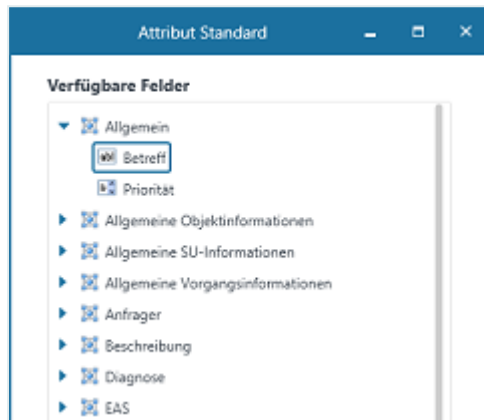 Attribut Standard
Verfügbare Felder
Allgemein
Betreff
Priorität
Allgemeine Objektinformationen
Allgemeine SU-Informationen
Allgemeine Vorgangsinformationen
Anfrager
Beschreibung
Diagnose
EAS